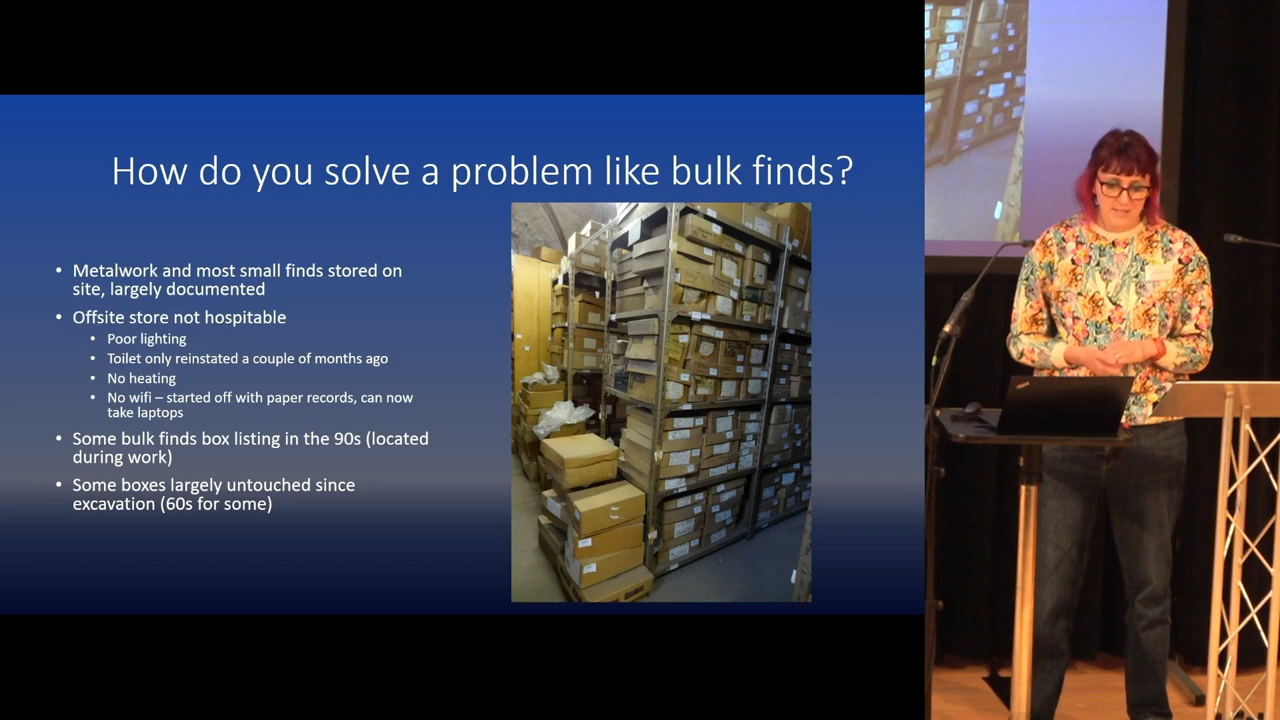 How do you solve a problem like bulk finds?
• Metalwork and most small finds stored on
site, largely documented
• Offsite store not hospitable
• Poor lighting
• Toilet only reinstated a couple of months ago
• No heating
• No wifi – started off with paper records, can now
take laptops
• Some bulk finds box listing in the 90s (located
during work)
• Some boxes largely untouched since
excavation (60s for some)